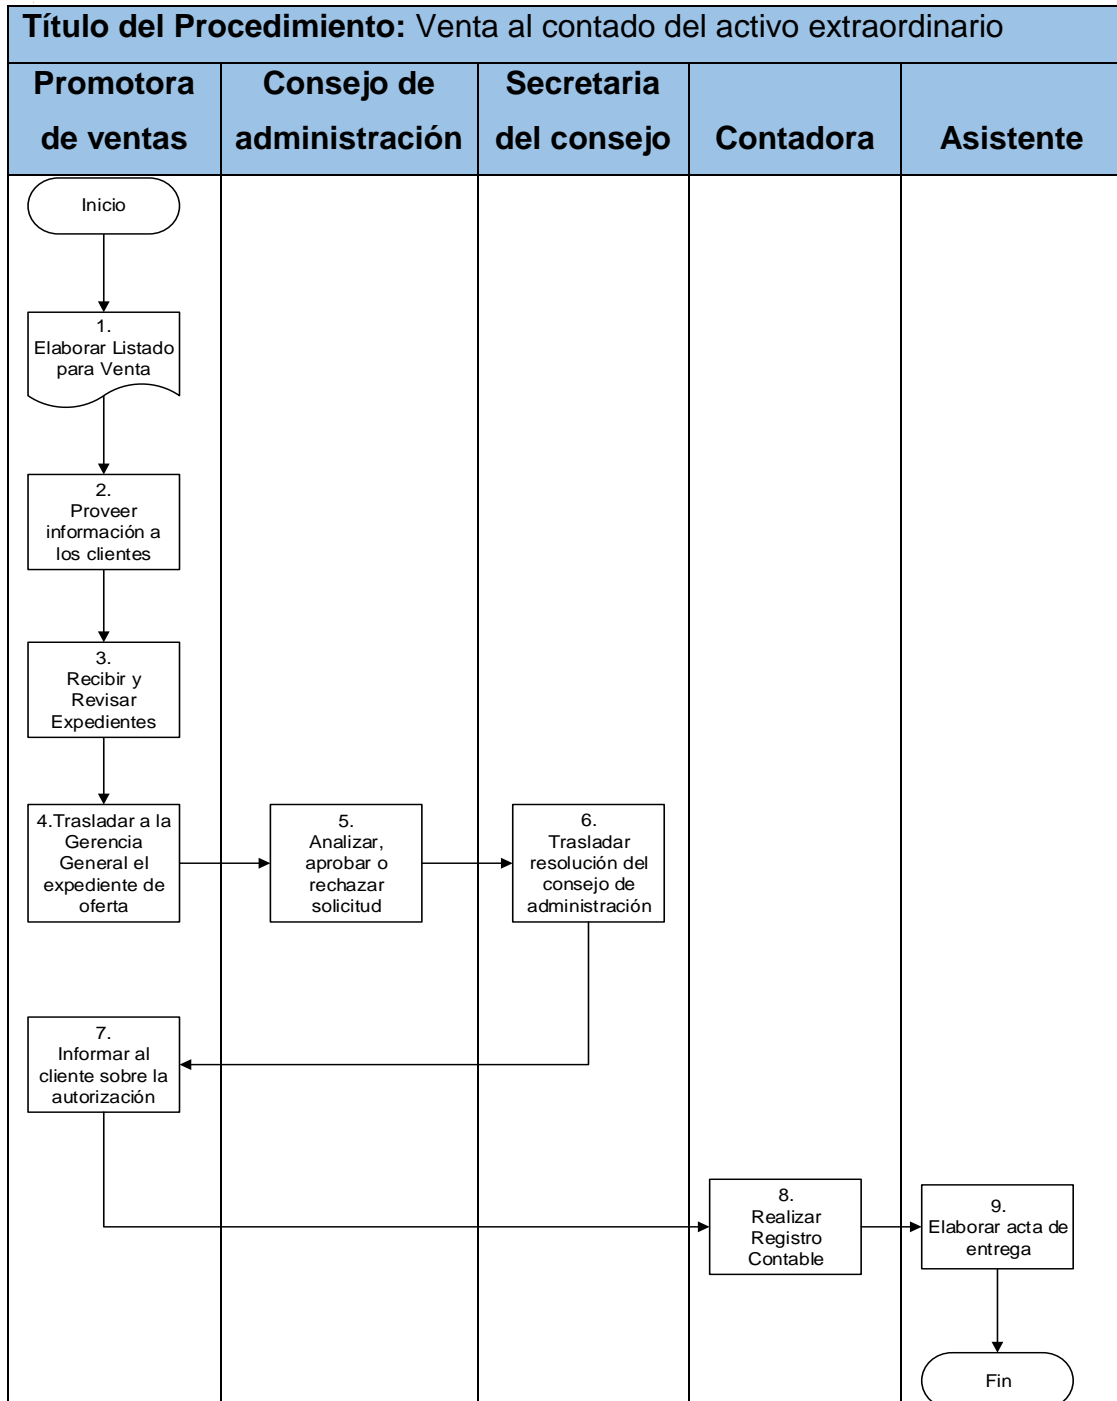 Título del Procedimiento: Venta al contado del activo extraordinario
Promotora
de ventas
Consejo de
administración
Secretaria
del consejo
Contadora
Asistente
Inicio
1.
Elaborar Listado
para Venta
2.
Proveer
información a
los clientes
3.
Recibir y
Revisar
Expedientes
4.Trasladar a la
Gerencia
General el
expediente de
oferta
5.
Analizar,
aprobar o
rechazar
solicitud
6.
Trasladar
resolución del
consejo de
administración
7.
Informar al
cliente sobre la
autorización
8.
Realizar
Registro
Contable
9.
Elaborar acta de
entrega
Fin